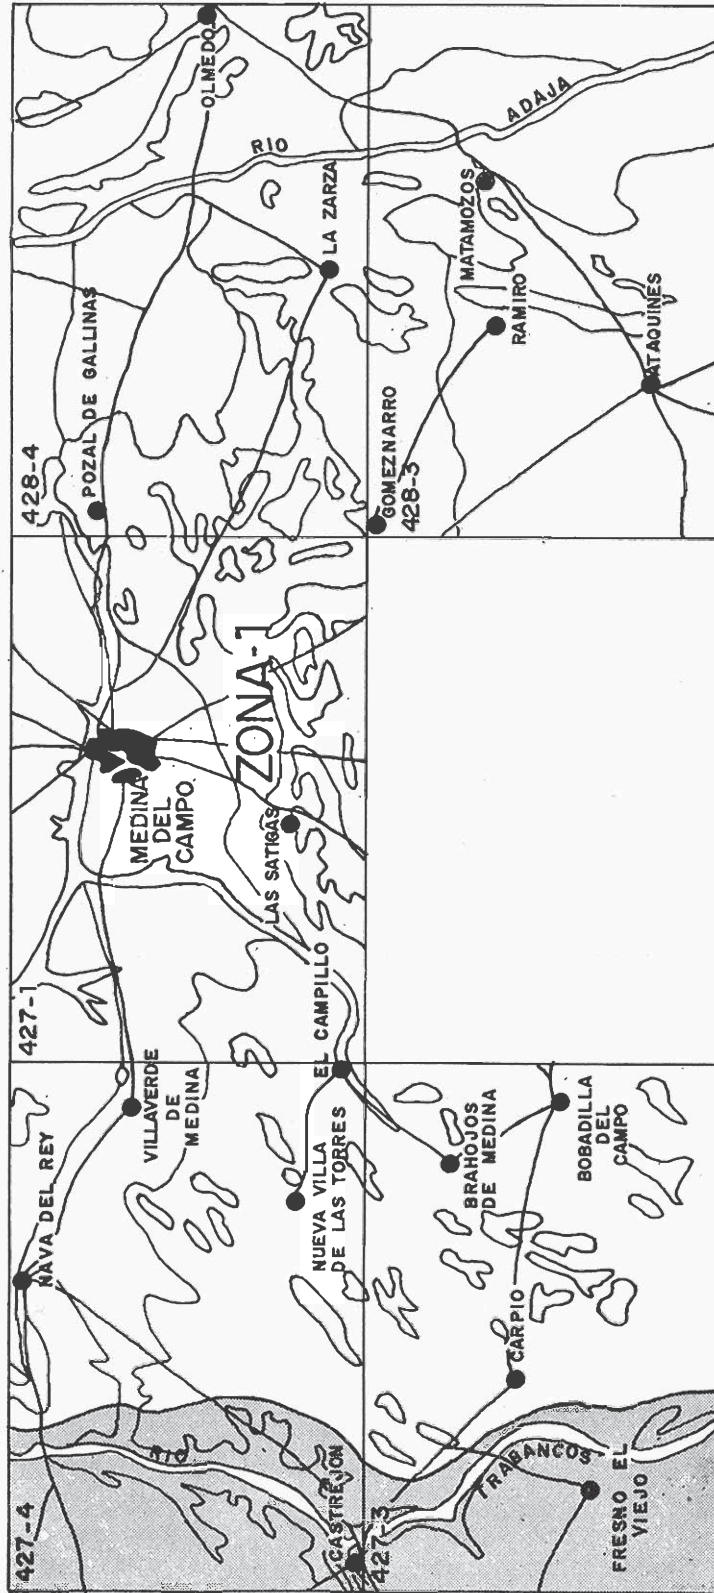 427-4
NAVA DEL REY
VILLAVERDE
DE
MEDINA
RIO
CASTREJON
NUEVA VILLA
DE LAS TORRES
EL CAMPILLO
427-1
MEDINA
DEL
CAMPO
LAS SATIGAS
ZONA-1
428-4
POZAL DE GALLINAS
OLMEDO
RIO
LA ZARZA
427-3
TRABANCOS
FRESNO EL
VIEJO
CARPIO
BRAHOJOS
DE MEDINA
BOBADILLA
DEL
CAMPO
GOMEZNARRO
428-3
RAMIRO
MATAMOZOS
ADAJA
ATAQUINES